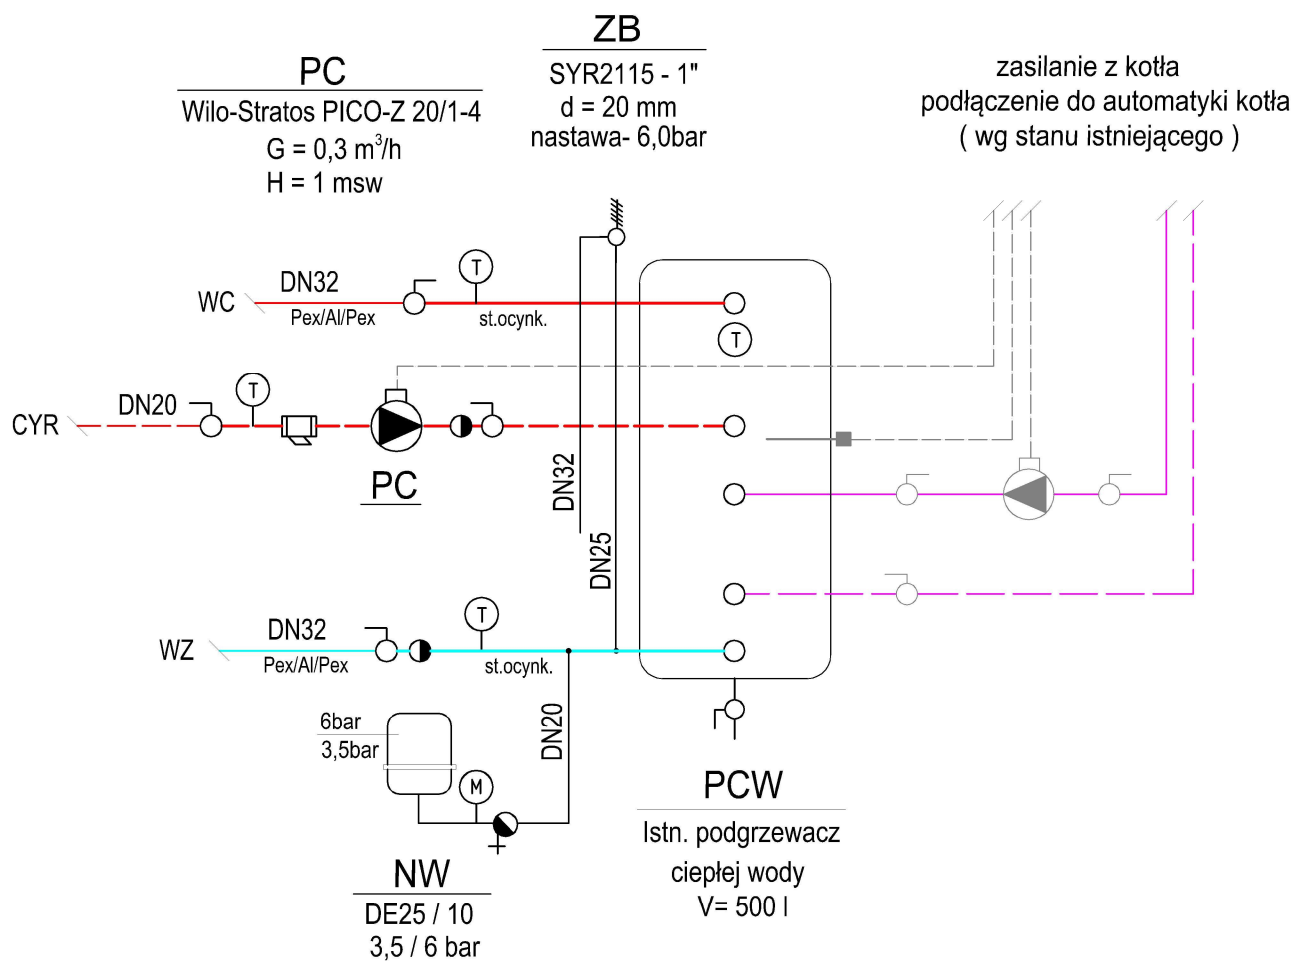 ZB
SYR2115 - 1"
d = 20 mm
nastawa- 6,0bar
PC
Wilo-Stratos PICO-Z 20/1-4
G = 0,3 m³/h
H = 1 msw
zasilanie z kotła
podłączenie do automatyki kotła
( wg stanu istniejącego )
WC
DN32
Pex/Al/Pex
T
st.ocynk.
T
CYR
DN20
T
PC
DN32
DN25
WZ
DN32
Pex/Al/Pex
T
st.ocynk.
DN20
6bar
3,5bar
M
NW
DE25 / 10
3,5 / 6 bar
PCW
Istn. podgrzewacz
ciepłej wody
V= 500 l